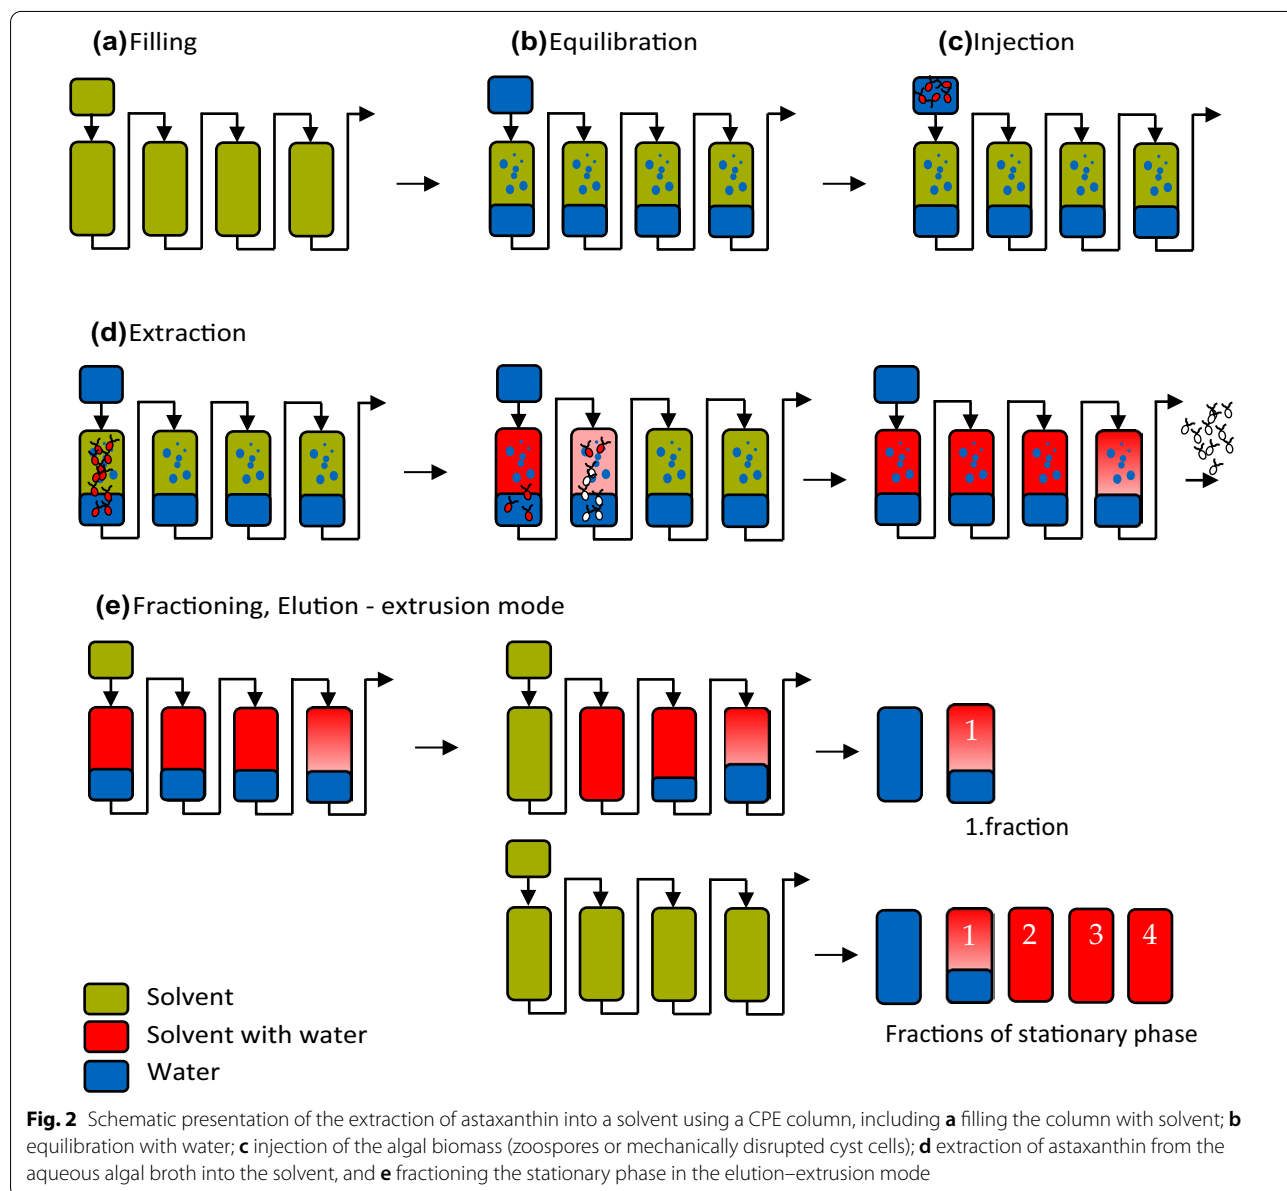 (a)Filling
(b)Equilibration
(c)Injection
(d)Extraction
(e)Fractioning, Elution - extrusion mode
1
1.fraction
1 2 3 4
Fractions of stationary phase
Solvent
Solvent with water
Water
Fig. 2 Schematic presentation of the extraction of astaxanthin into a solvent using a CPE column, including a filling the column with solvent; b
equilibration with water; c injection of the algal biomass (zoospores or mechanically disrupted cyst cells); d extraction of astaxanthin from the
aqueous algal broth into the solvent, and e fractioning the stationary phase in the elution–extrusion mode